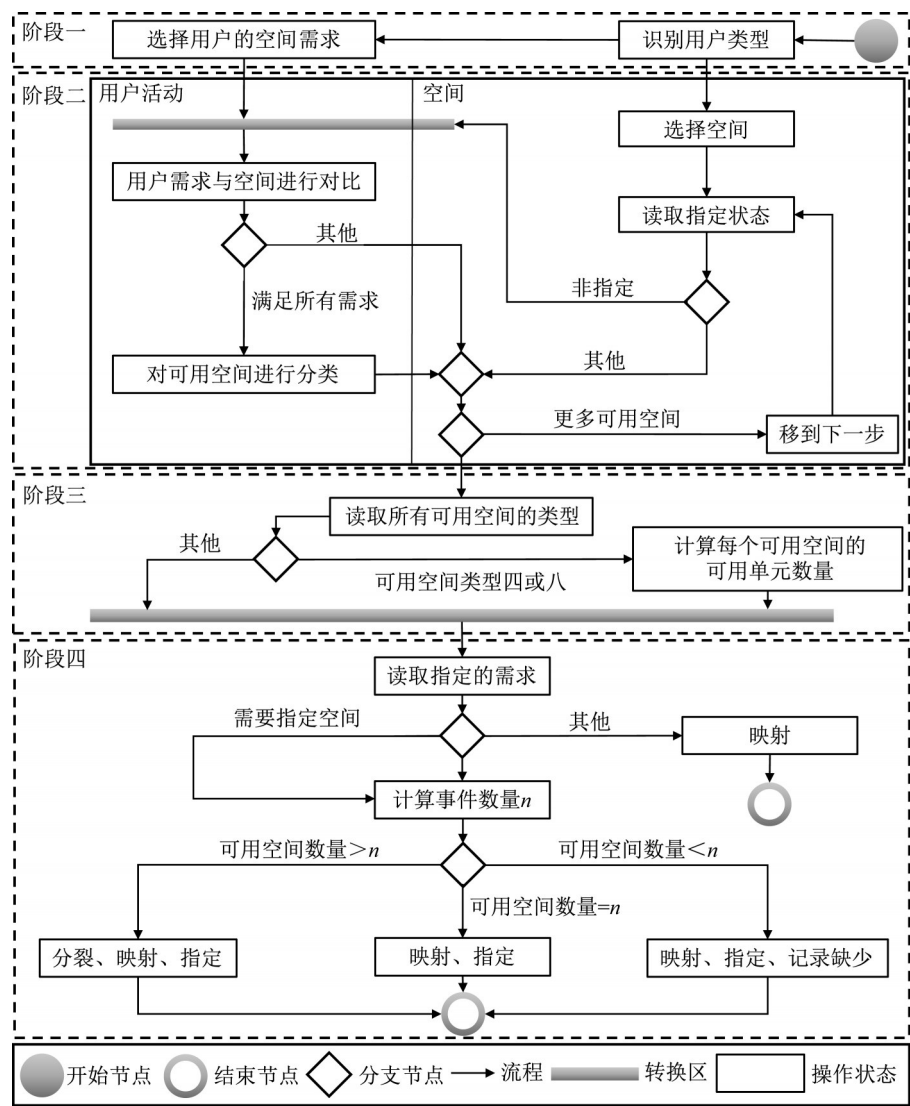 阶段一
选择用户的空间需求
识别用户类型
阶段二
用户活动
空间
选择空间
用户需求与空间进行对比
读取指定状态
其他
非指定
满足所有需求
其他
对可用空间进行分类
更多可用空间
移到下一步
阶段三
读取所有可用空间的类型
其他
计算每个可用空间的
可用单元数量
可用空间类型四或八
阶段四
读取指定的需求
需要指定空间
其他
映射
计算事件数量n
可用空间数量>n
可用空间数量<n
可用空间数量=n
分裂、映射、指定
映射、指定
映射、指定、记录缺少
开始节点
结束节点
分支节点
流程
转换区
操作状态